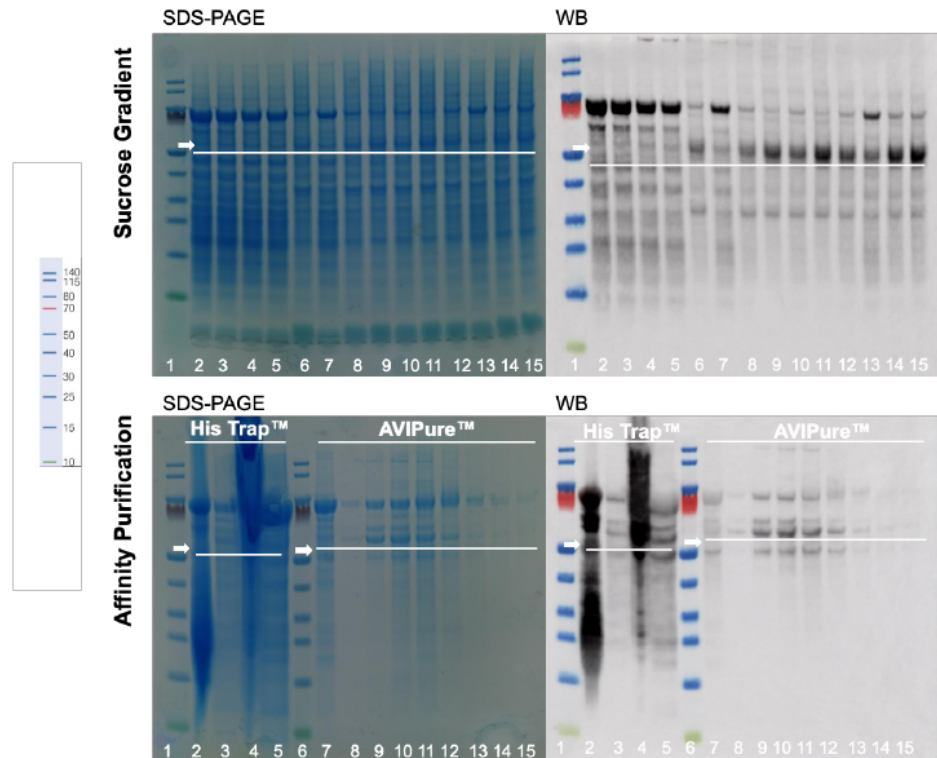 SDS-PAGE
WB
Sucrose Gradient
1 2 3 4 5 6 7 8 9 10 11 12 13 14 15
1 2 3 4 5 6 7 8 9 10 11 12 13 14 15
140
115
80
70
50
40
30
25
15
10
SDS-PAGE
WB
Affinity Purification
His Trap™ AVIPure™
His Trap™ AVIPure™
1 2 3 4 5 6 7 8 9 10 11 12 13 14 15
1 2 3 4 5 6 7 8 9 10 11 12 13 14 15